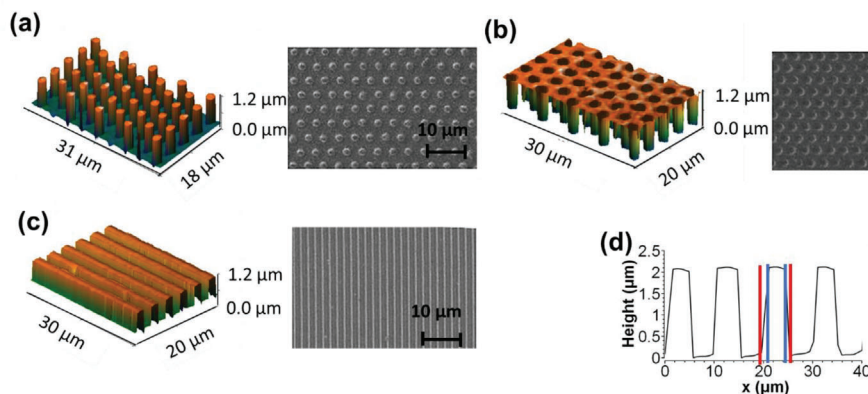 (a)
1.2 µm
0.0 µm
31 µm
18 µm
10 µm
(b)
1.2 µm
0.0 µm
30 µm
20 µm
(c)
1.2 µm
0.0 µm
30 µm
20 µm
10 µm
(d)
Height (µm)
2.5
2
1.5
1
0.5
0
0 10 20 30 40
x (µm)